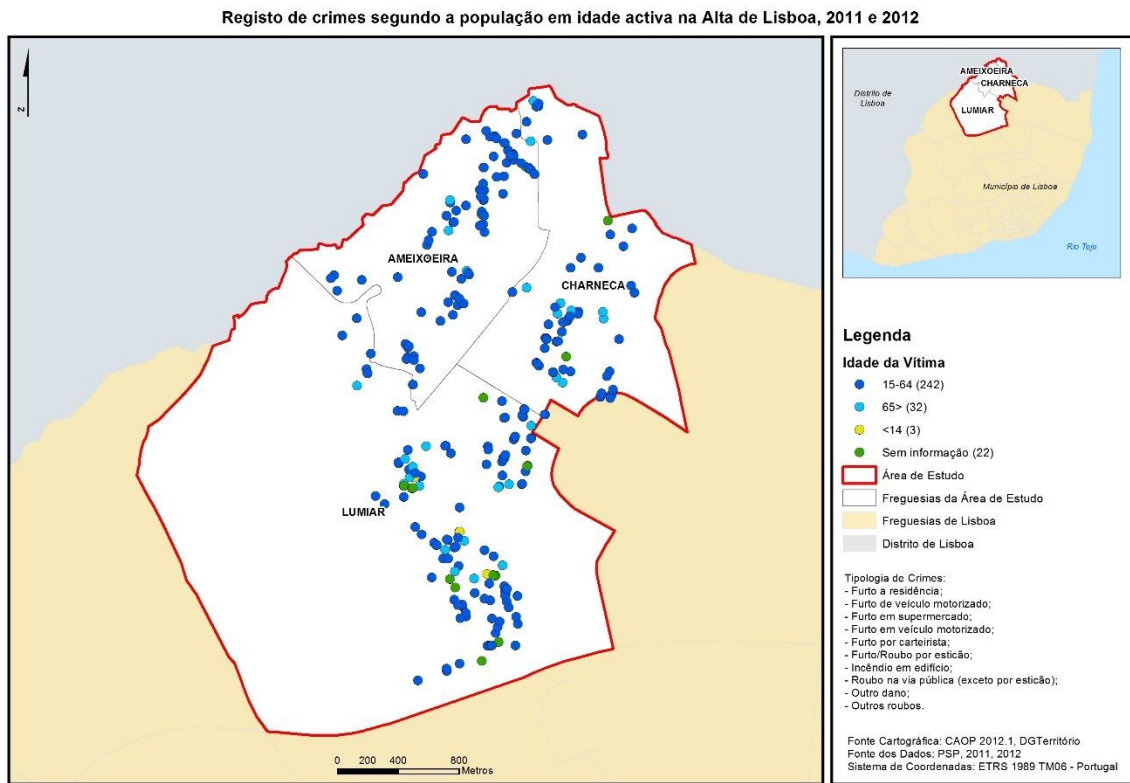 Registo de crimes segundo a população em idade activa na Alta de Lisboa, 2011 e 2012
N
AMEIXOEIRA
CHARNECA
LUMIAR
0 200 400 800
Metros
AMEIXOEIRA
CHARNECA
Distrito de
Lisboa
LUMIAR
Município de Lisboa
Rio Tejo
Legenda
Idade da Vítima
15-64 (242)
65> (32)
<14 (3)
Sem informação (22)
Área de Estudo
Freguesias da Área de Estudo
Freguesias de Lisboa
Distrito de Lisboa
Tipologia de Crimes:
- Furto a residência;
- Furto de veículo motorizado;
- Furto em supermercado;
- Furto em veículo motorizado;
- Furto por carteirista;
- Furto/Roubo por esticão;
- Incêndio em edifício;
- Roubo na via pública (exceto por esticão);
- Outro dano;
- Outros roubos.
Fonte Cartográfica: CAOP 2012.1, DGTerritório
Fonte dos Dados: PSP, 2011, 2012
Sistema de Coordenadas: ETRS 1989 TM06 - Portugal